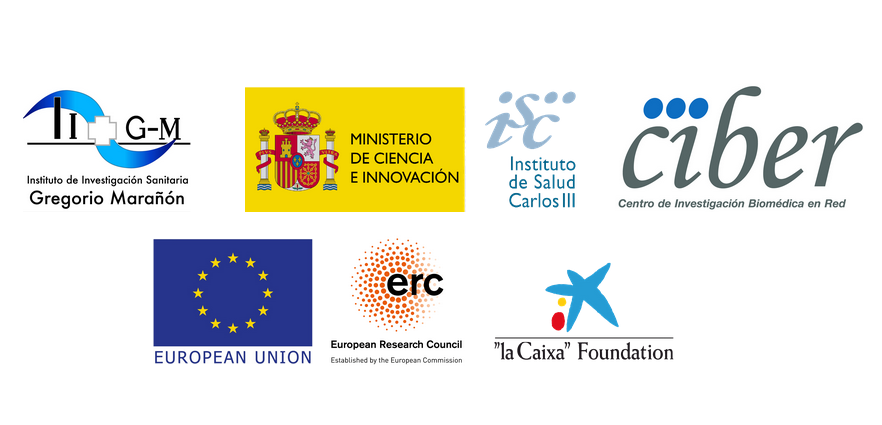 II G-M
Instituto de Investigación Sanitaria
Gregorio Marañón
MINISTERIO
DE CIENCIA
E INNOVACIÓN
isc
Instituto
de Salud
Carlos III
ciber
Centro de Investigación Biomédica en Red
EUROPEAN UNION
erc
European Research Council
Established by the European Commission
"la Caixa" Foundation